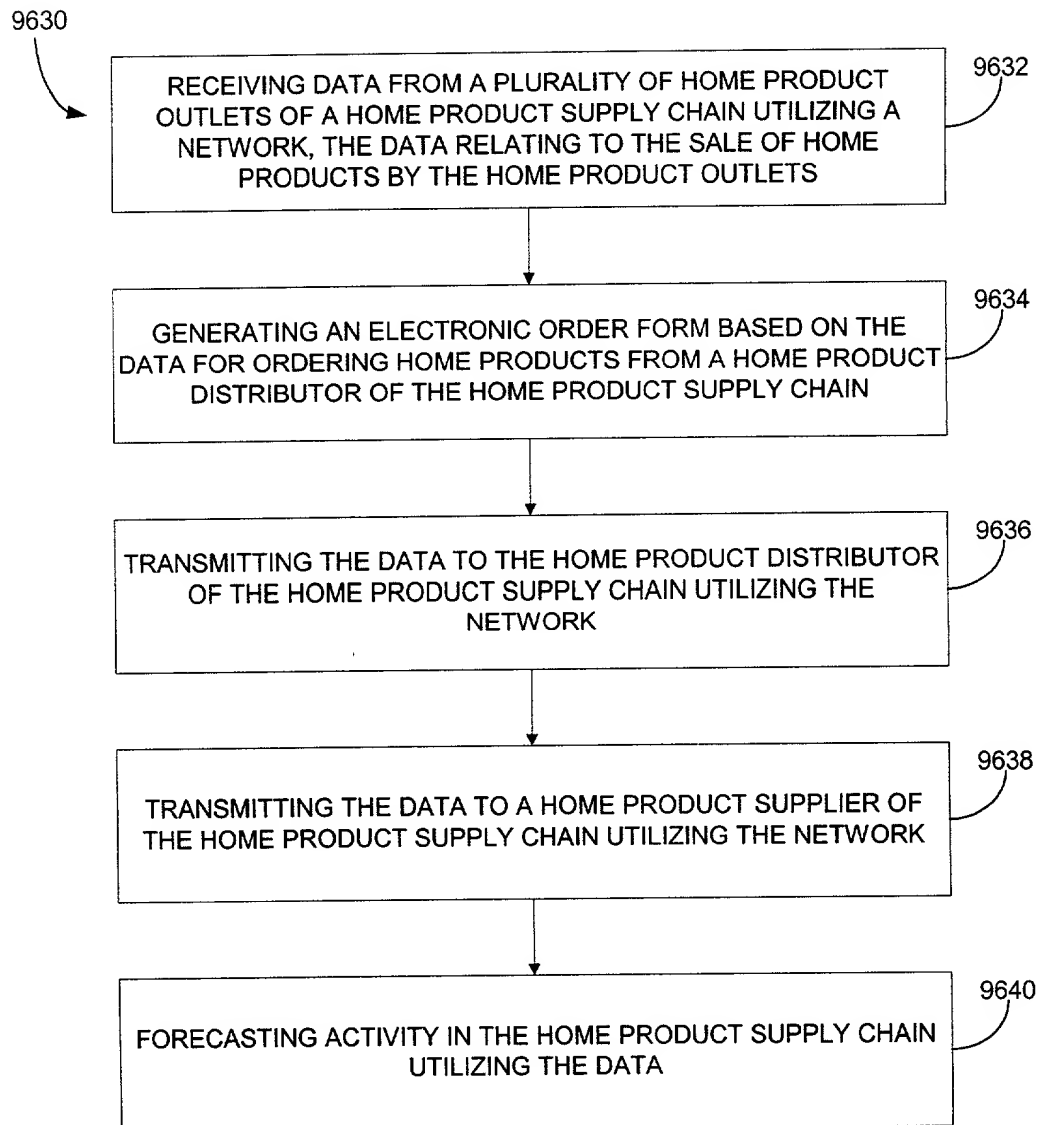 9630
RECEIVING DATA FROM A PLURALITY OF HOME PRODUCT
OUTLETS OF A HOME PRODUCT SUPPLY CHAIN UTILIZING A
NETWORK, THE DATA RELATING TO THE SALE OF HOME
PRODUCTS BY THE HOME PRODUCT OUTLETS
9632
GENERATING AN ELECTRONIC ORDER FORM BASED ON THE
DATA FOR ORDERING HOME PRODUCTS FROM A HOME PRODUCT
DISTRIBUTOR OF THE HOME PRODUCT SUPPLY CHAIN
9634
TRANSMITTING THE DATA TO THE HOME PRODUCT DISTRIBUTOR
OF THE HOME PRODUCT SUPPLY CHAIN UTILIZING THE
NETWORK
9636
TRANSMITTING THE DATA TO A HOME PRODUCT SUPPLIER OF
THE HOME PRODUCT SUPPLY CHAIN UTILIZING THE NETWORK
9638
FORECASTING ACTIVITY IN THE HOME PRODUCT SUPPLY CHAIN
UTILIZING THE DATA
9640